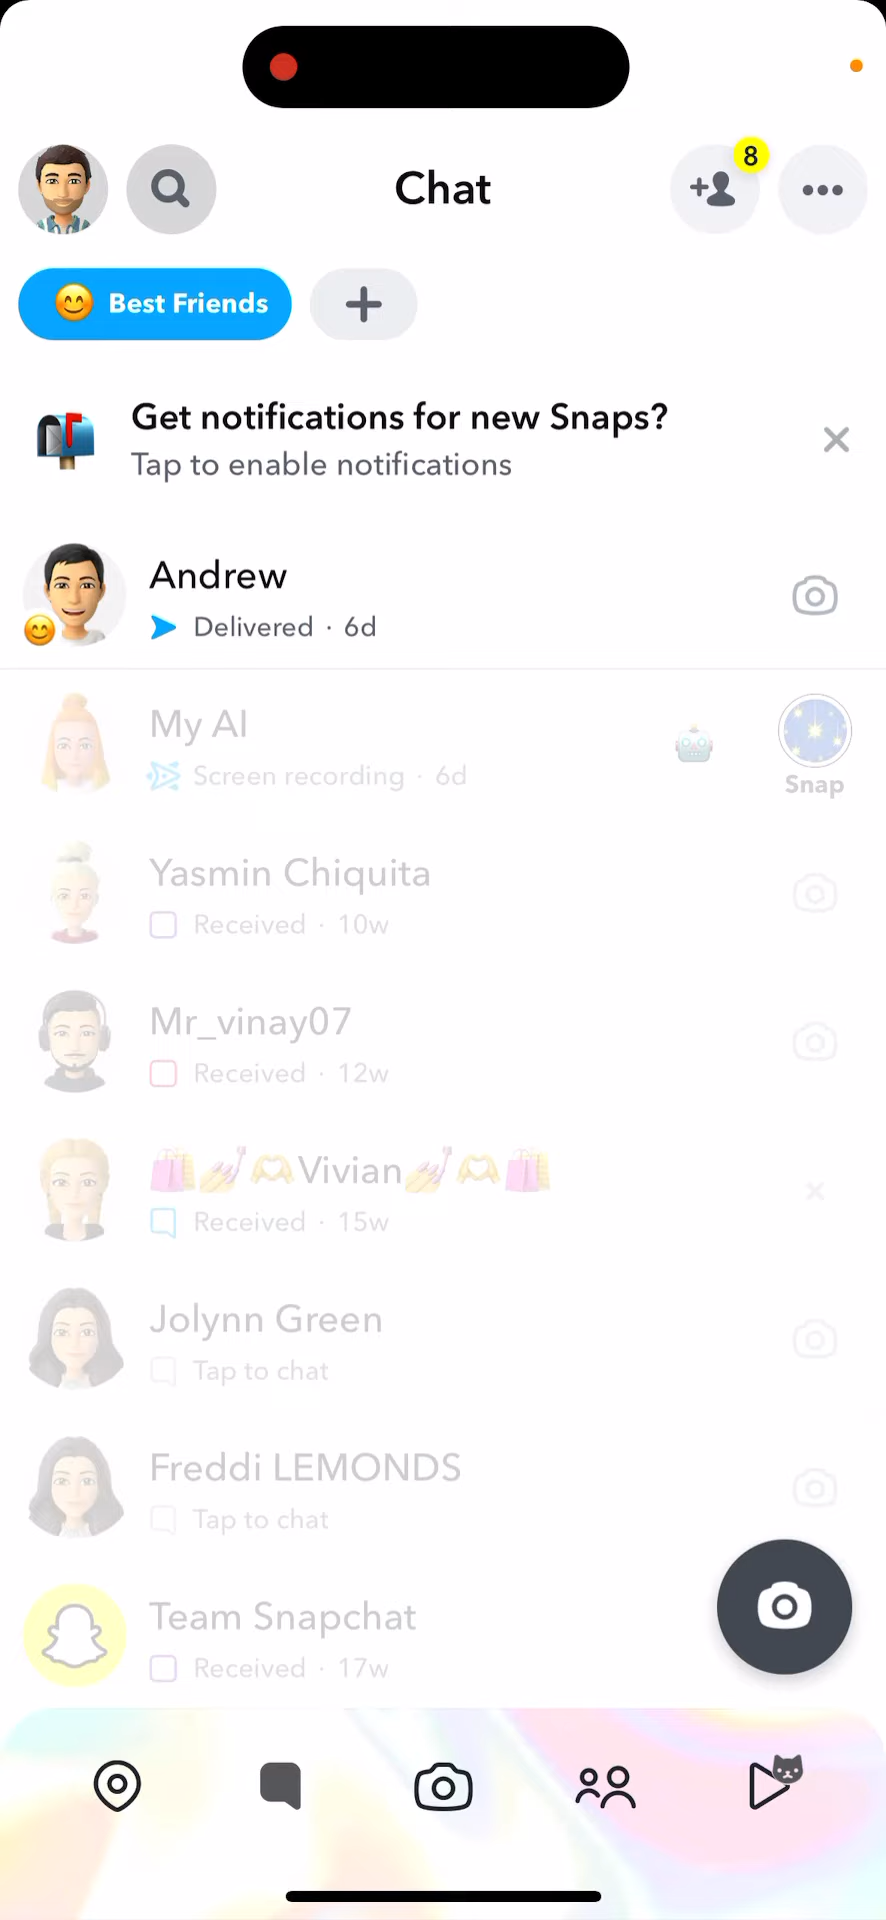 Chat
8
😊 Best Friends
Get notifications for new Snaps?
Tap to enable notifications
Andrew
Delivered · 6d
My AI
Screen recording · 6d
Snap
Yasmin Chiquita
Received · 10w
Mr_vinay07
Received · 12w
🛍️💅🫶Vivian💅🫶🛍️
Received · 15w
Jolynn Green
Tap to chat
Freddi LEMONDS
Tap to chat
Team Snapchat
Received · 17w